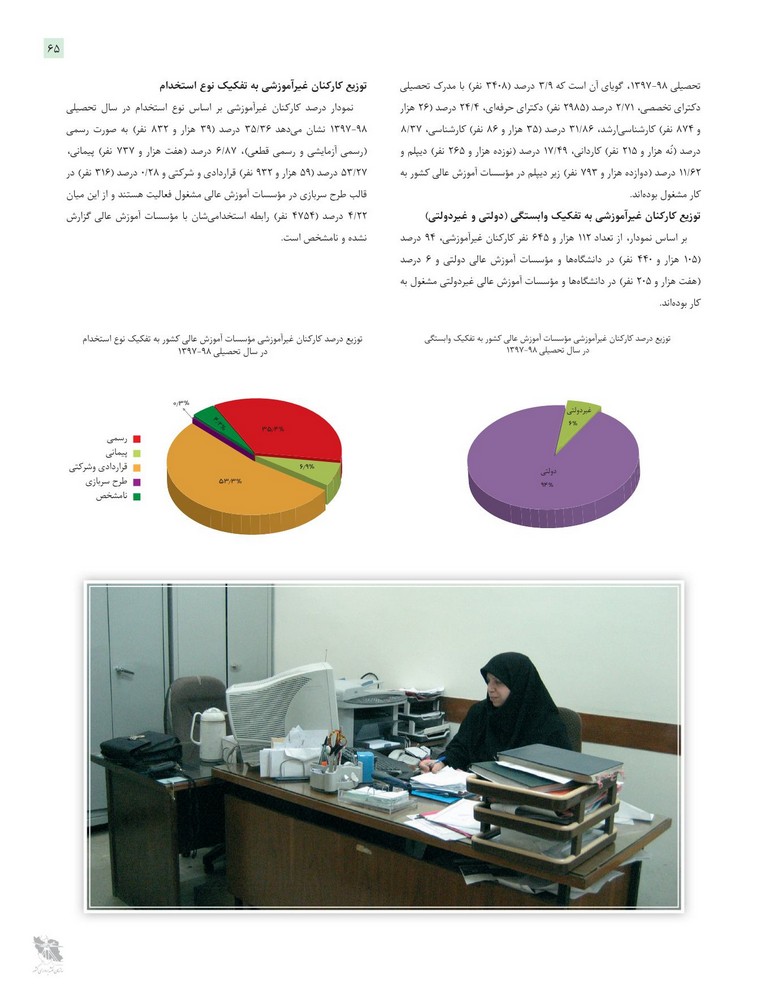 ۶۵
تحصیلی ۹۸-۱۳۹۷، گویای آن است که ۳/۹ درصد (۳۴۰۸ نفر) با مدرک تحصیلی
دکترای تخصصی، ۲/۷۱ درصد (۲۹۸۵ نفر) دکترای حرفه‌ای، ۲۴/۴ درصد (۲۶ هزار
و ۸۷۴ نفر) کارشناسی‌ارشد، ۳۱/۸۶ درصد (۳۵ هزار و ۸۶ نفر) کارشناسی، ۸/۳۷
درصد (نُه هزار و ۲۱۵ نفر) کاردانی، ۱۷/۴۹ درصد (نوزده هزار و ۲۶۵ نفر) دیپلم و
۱۱/۶۲ درصد (دوازده هزار و ۷۹۳ نفر) زیر دیپلم در مؤسسات آموزش عالی کشور به
کار مشغول بوده‌اند.
توزیع کارکنان غیرآموزشی به تفکیک وابستگی (دولتی و غیردولتی)
بر اساس نمودار، از تعداد ۱۱۲ هزار و ۶۴۵ نفر کارکنان غیرآموزشی، ۹۴ درصد
(۱۰۵ هزار و ۴۴۰ نفر) در دانشگاه‌ها و مؤسسات آموزش عالی دولتی و ۶ درصد
(هفت هزار و ۲۰۵ نفر) در دانشگاه‌ها و مؤسسات آموزش عالی غیردولتی مشغول به
کار بوده‌اند.
توزیع کارکنان غیرآموزشی به تفکیک نوع استخدام
نمودار درصد کارکنان غیرآموزشی بر اساس نوع استخدام در سال تحصیلی
۹۸-۱۳۹۷ نشان می‌دهد ۳۵/۳۶ درصد (۳۹ هزار و ۸۳۲ نفر) به صورت رسمی
(رسمی آزمایشی و رسمی قطعی)، ۶/۸۷ درصد (هفت هزار و ۷۳۷ نفر) پیمانی،
۵۳/۲۷ درصد (۵۹ هزار و ۹۳۲ نفر) قراردادی و شرکتی و ۰/۲۸ درصد (۳۱۶ نفر) در
قالب طرح سربازی در مؤسسات آموزش عالی مشغول فعالیت هستند و از این میان
۴/۲۲ درصد (۴۷۵۴ نفر) رابطه استخدامی‌شان با مؤسسات آموزش عالی گزارش
نشده و نامشخص است.
توزیع درصد کارکنان غیرآموزشی مؤسسات آموزش عالی کشور به تفکیک وابستگی
در سال تحصیلی ۹۸-۱۳۹۷
غیردولتی
۶%
دولتی
۹۴%
توزیع درصد کارکنان غیرآموزشی مؤسسات آموزش عالی کشور به تفکیک نوع استخدام
در سال تحصیلی ۹۸-۱۳۹۷
۰/۳%
۴/۲%
۳۵/۴%
۶/۹%
۵۳/۳%
رسمی
پیمانی
قراردادی وشرکتی
طرح سربازی
نامشخص